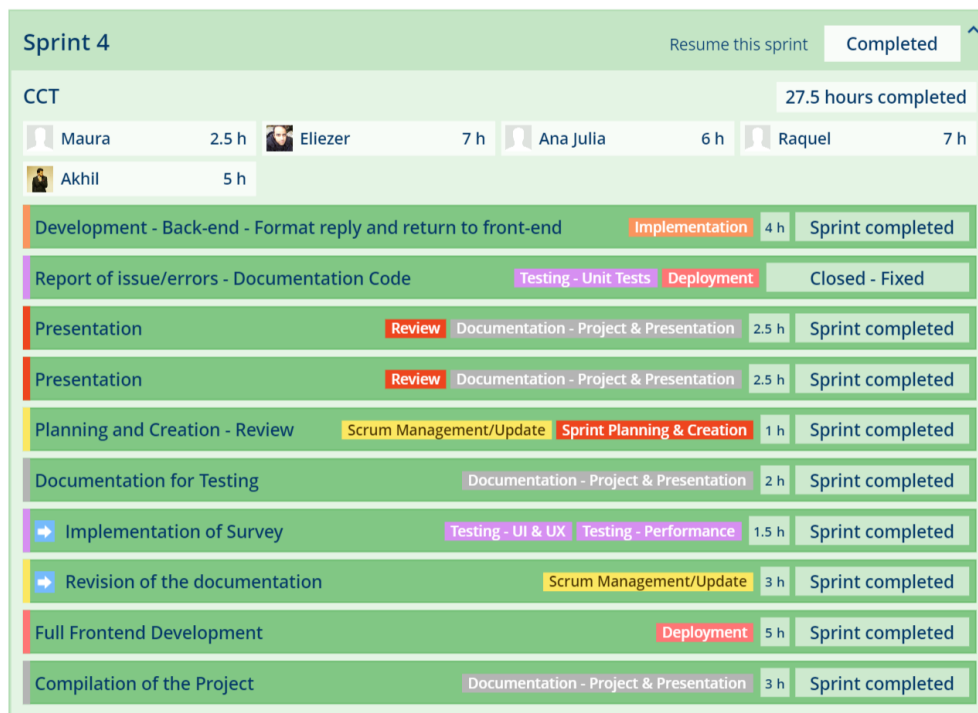 Sprint 4 Resume this sprint Completed
CCT 27.5 hours completed
Maura 2.5 h Eliezer 7 h Ana Julia 6 h Raquel 7 h
Akhil 5 h
Development - Back-end - Format reply and return to front-end Implementation 4 h Sprint completed
Report of issue/errors - Documentation Code Testing - Unit Tests Deployment Closed - Fixed
Presentation Review Documentation - Project & Presentation 2.5 h Sprint completed
Presentation Review Documentation - Project & Presentation 2.5 h Sprint completed
Planning and Creation - Review Scrum Management/Update Sprint Planning & Creation 1 h Sprint completed
Documentation for Testing Documentation - Project & Presentation 2 h Sprint completed
Implementation of Survey Testing - UI & UX Testing - Performance 1.5 h Sprint completed
Revision of the documentation Scrum Management/Update 3 h Sprint completed
Full Frontend Development Deployment 5 h Sprint completed
Compilation of the Project Documentation - Project & Presentation 3 h Sprint completed